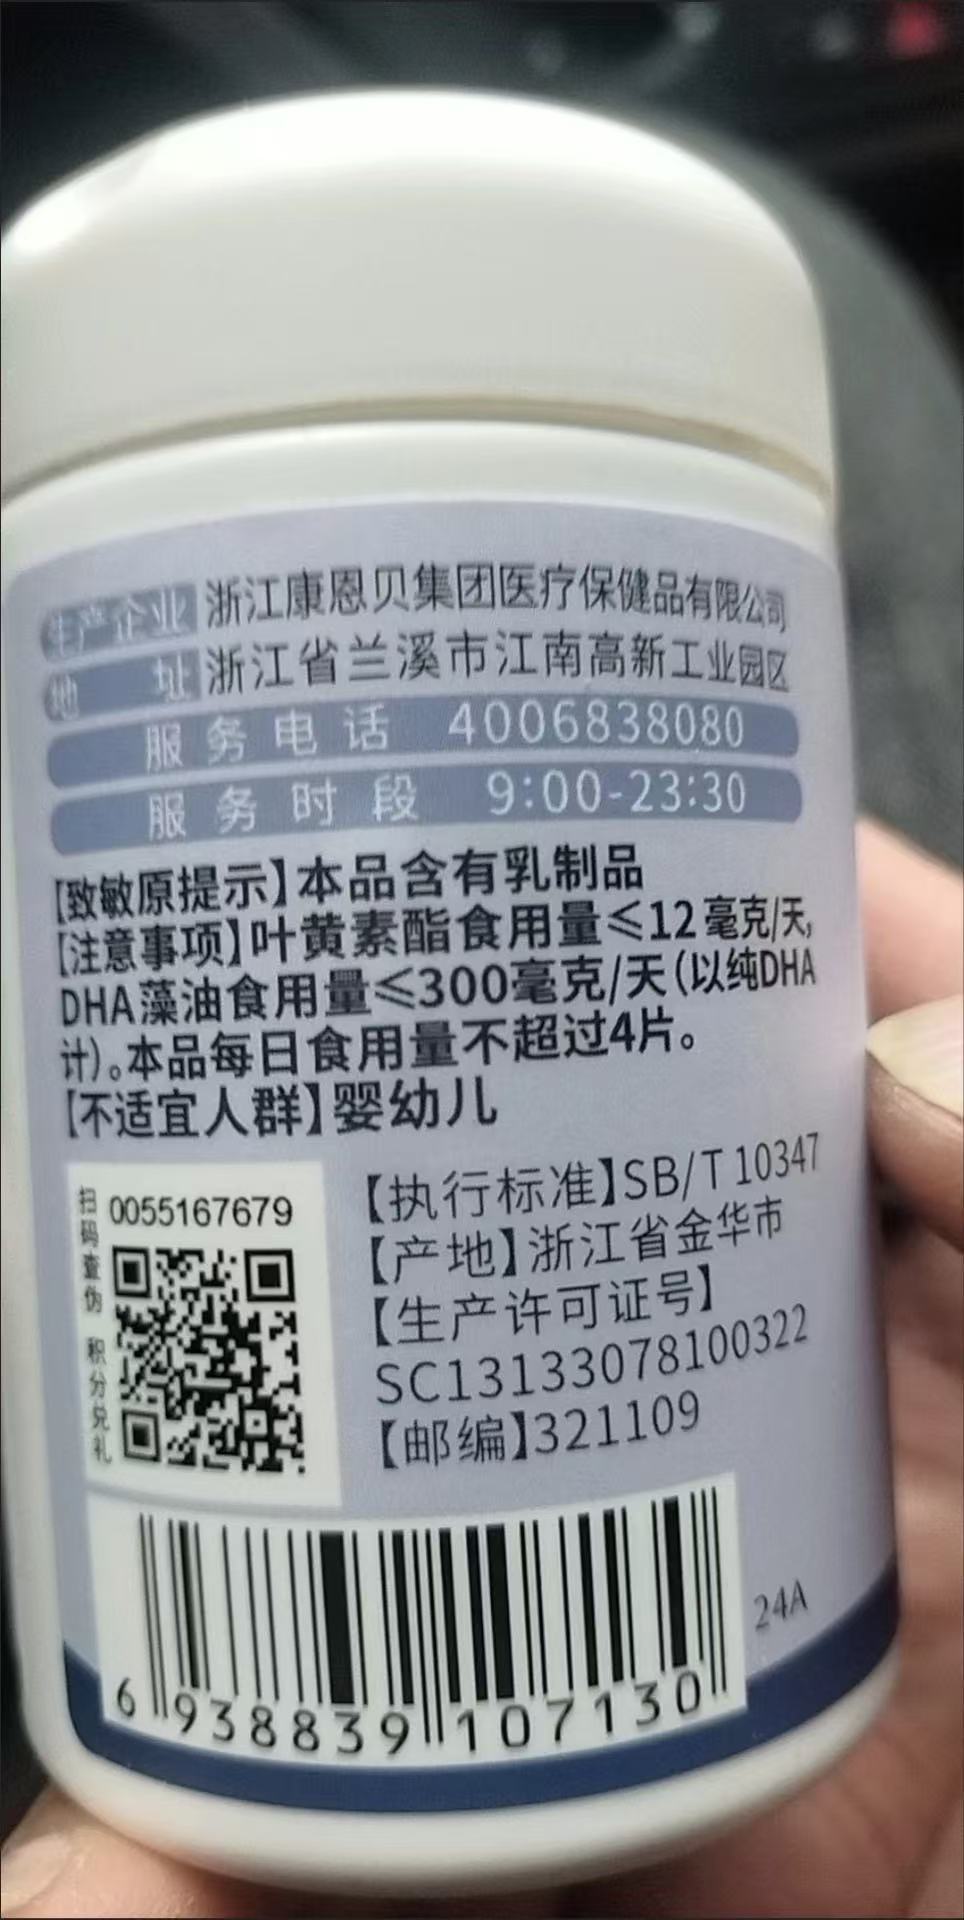 生产企业 浙江康恩贝集团医疗保健品有限公司
地 址 浙江省兰溪市江南高新工业园区
服务电话 4006838080
服务时段 9:00-23:30
【致敏原提示】本品含有乳制品
【注意事项】叶黄素酯食用量≤12毫克/天,
DHA藻油食用量≤300毫克/天(以纯DHA
计)。本品每日食用量不超过4片。
【不适宜人群】婴幼儿
扫码查伪 积分兑礼
0055167679
【执行标准】SB/T 10347
【产地】浙江省金华市
【生产许可证号】
SC13133078100322
【邮编】321109
6 938839 107130
24A